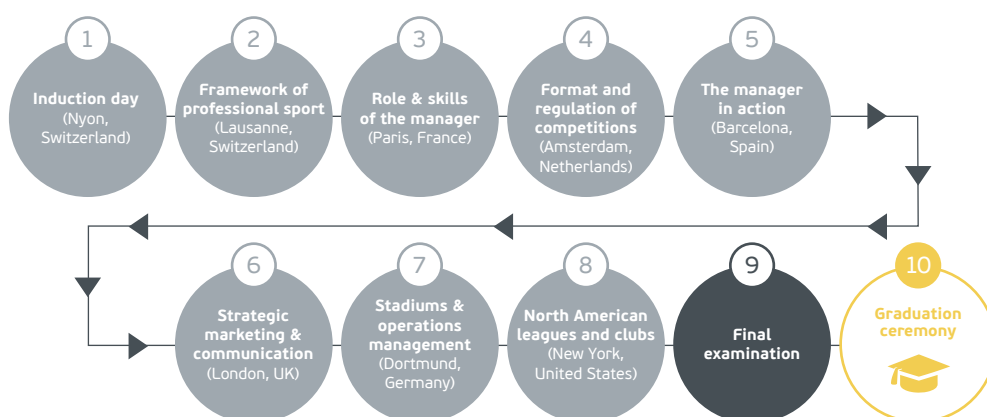 1
Induction day
(Nyon,
Switzerland)
2
Framework of
professional sport
(Lausanne,
Switzerland)
3
Role & skills
of the manager
(Paris, France)
4
Format and
regulation of
competitions
(Amsterdam,
Netherlands)
5
The manager
in action
(Barcelona,
Spain)
6
Strategic
marketing &
communication
(London, UK)
7
Stadiums &
operations
management
(Dortmund,
Germany)
8
North American
leagues and clubs
(New York,
United States)
9
Final
examination
10
Graduation
ceremony